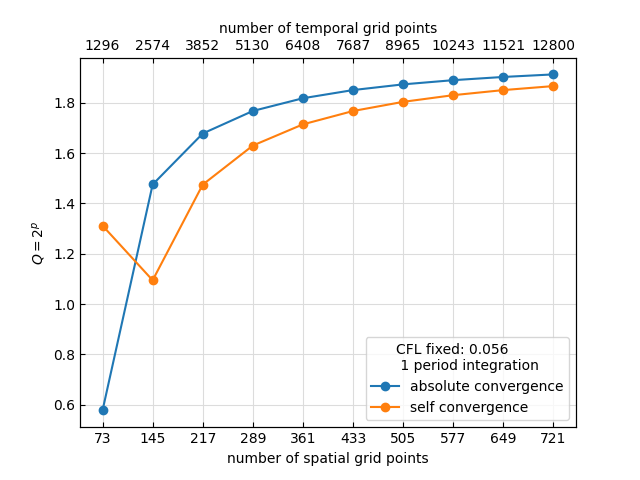 number of temporal grid points
1296 2574 3852 5130 6408 7687 8965 10243 11521 12800
1.8
1.6
1.4
1.2
1.0
0.8
0.6
Q = 2^p
CFL fixed: 0.056
1 period integration
absolute convergence
self convergence
73 145 217 289 361 433 505 577 649 721
number of spatial grid points